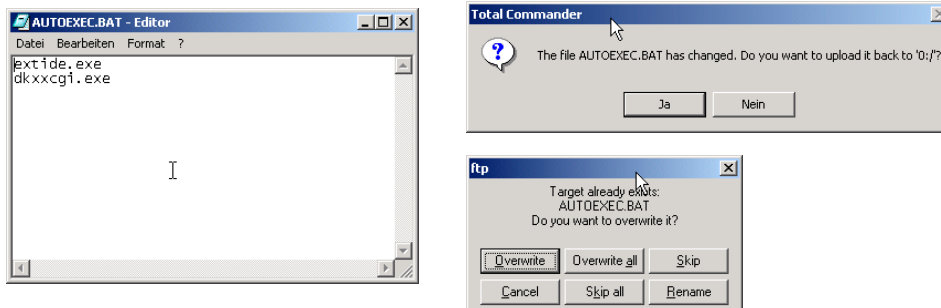 AUTOEXEC.BAT - Editor
Datei Bearbeiten Format ?
extide.exe
dkxxcgi.exe
Total Commander
The file AUTOEXEC.BAT has changed. Do you want to upload it back to '0:/'?
Ja Nein
ftp
Target already exists:
AUTOEXEC.BAT
Do you want to overwrite it?
Overwrite Overwrite all Skip
Cancel Skip all Rename